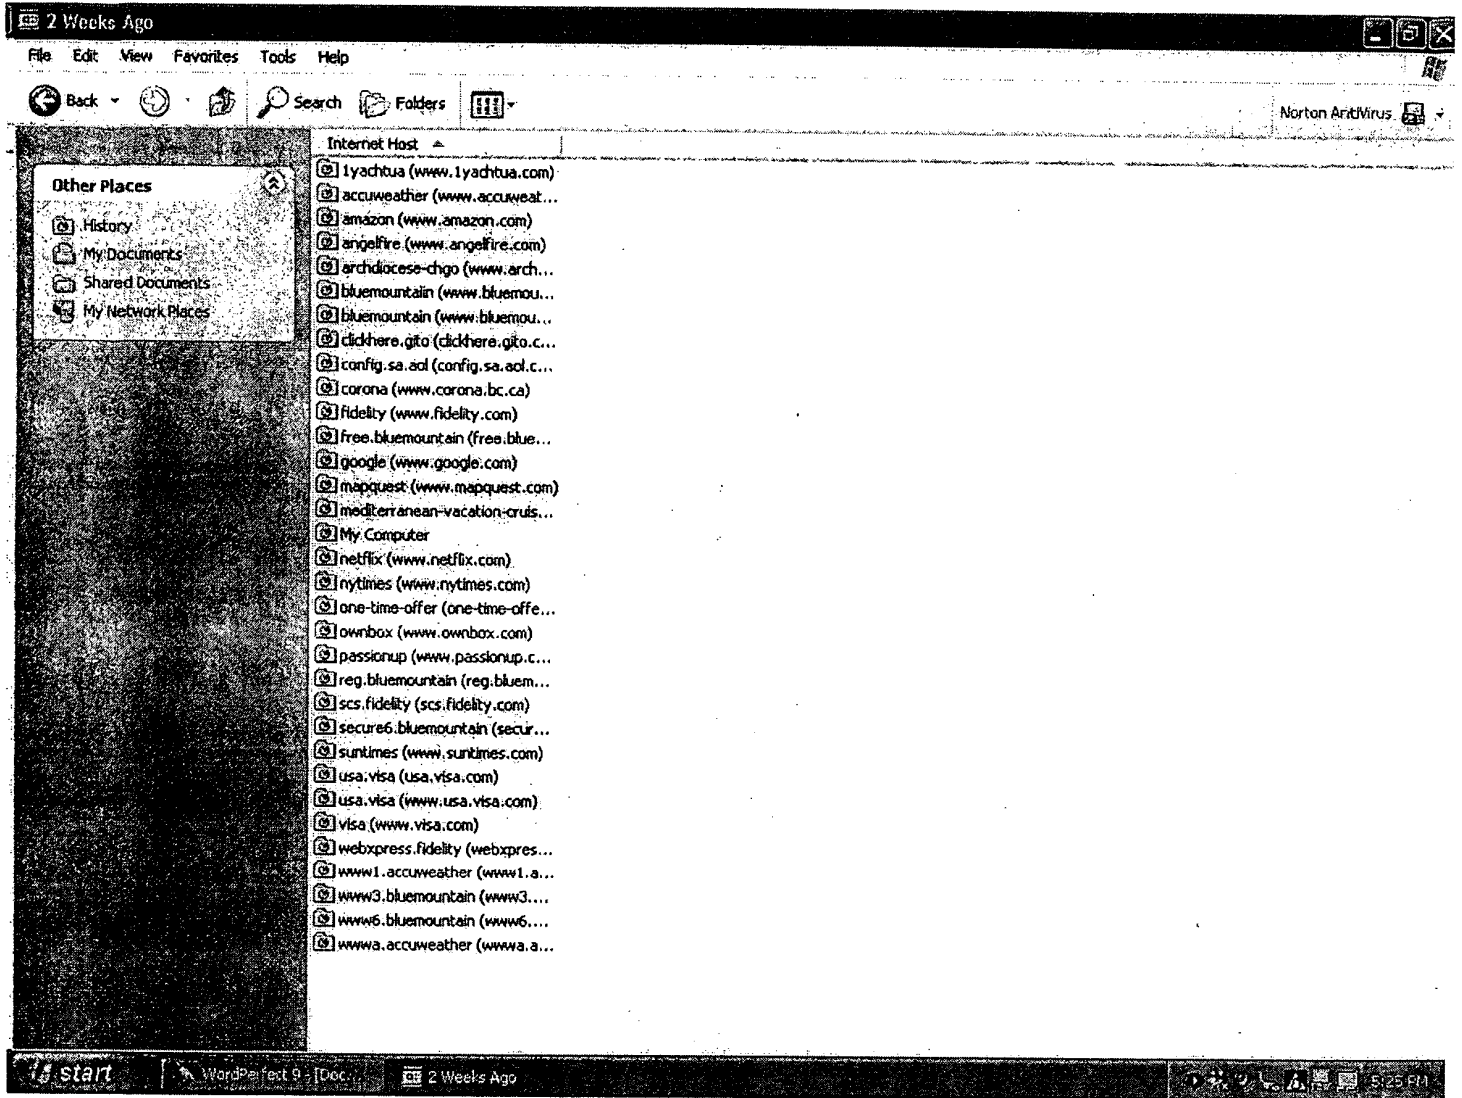 2 Weeks Ago
File Edit View Favorites Tools Help
Back Search Folders Norton AntiVirus
Internet Host
Other Places
History
My Documents
Shared Documents
My Network Places
1yachtua (www.1yachtua.com)
accuweather (www.accuweat...
amazon (www.amazon.com)
angelfire (www.angelfire.com)
archdiocese-chgo (www.arch...
bluemountalin (www.bluemou...
bluemountain (www.bluemou...
clickhere.gito (clickhere.gito.c...
config.sa.aol (config.sa.aol.c...
corona (www.corona.bc.ca)
fidelity (www.fidelity.com)
free.bluemountain (free.blue...
google (www.google.com)
mapquest (www.mapquest.com)
mediterranean-vacation-cruis...
My Computer
netflix (www.netflix.com)
nytimes (www.nytimes.com)
one-time-offer (one-time-offe...
ownbox (www.ownbox.com)
passionup (www.passionup.c...
reg.bluemountain (reg.bluem...
scs.fidelity (scs.fidelity.com)
secure6.bluemountain (secur...
suntimes (www.suntimes.com)
usa.visa (usa.visa.com)
usa.visa (www.usa.visa.com)
visa (www.visa.com)
webxpress.fidelity (webxpres...
www1.accuweather (www1.a...
www3.bluemountain (www3....
www6.bluemountain (www6....
wwwa.accuweather (wwwa.a...
start WordPerfect 9 - [Doc... 2 Weeks Ago 5:25 PM